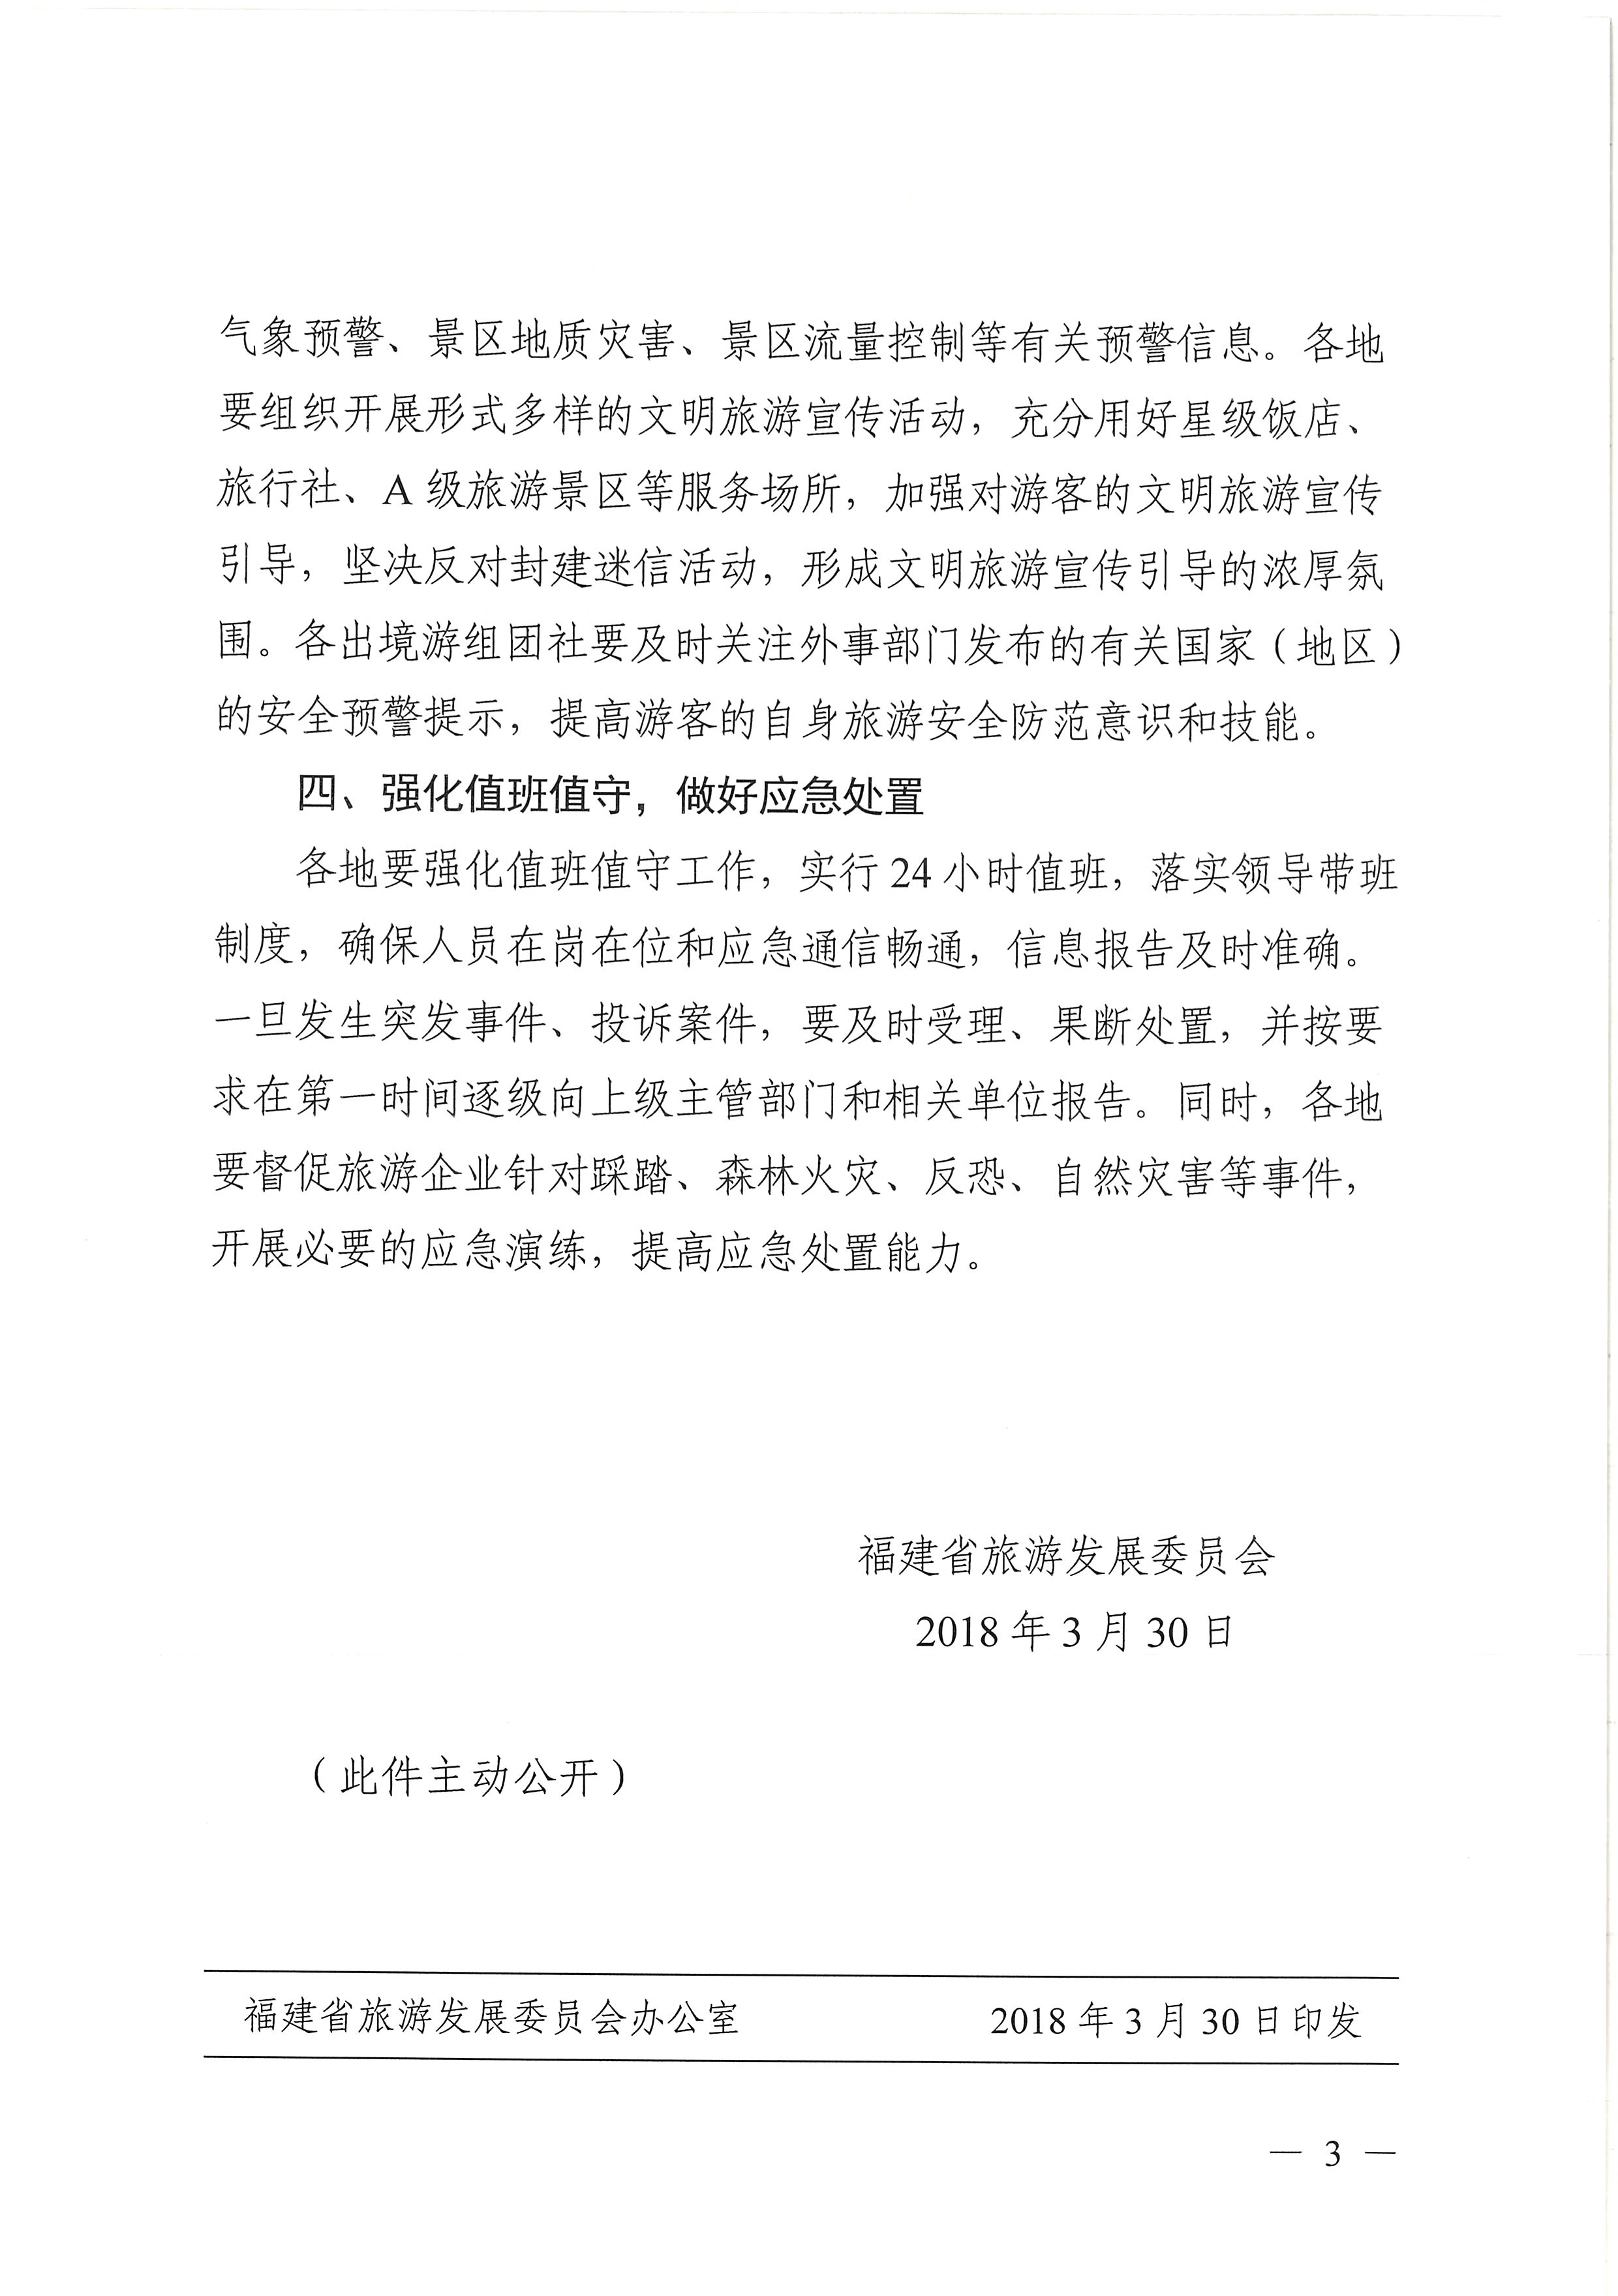 气象预警、景区地质灾害、景区流量控制等有关预警信息。各地
要组织开展形式多样的文明旅游宣传活动，充分用好星级饭店、
旅行社、A 级旅游景区等服务场所，加强对游客的文明旅游宣传
引导，坚决反对封建迷信活动，形成文明旅游宣传引导的浓厚氛
围。各出境游组团社要及时关注外事部门发布的有关国家（地区）
的安全预警提示，提高游客的自身旅游安全防范意识和技能。
四、强化值班值守，做好应急处置
各地要强化值班值守工作，实行 24 小时值班，落实领导带班
制度，确保人员在岗在位和应急通信畅通，信息报告及时准确。
一旦发生突发事件、投诉案件，要及时受理、果断处置，并按要
求在第一时间逐级向上级主管部门和相关单位报告。同时，各地
要督促旅游企业针对踩踏、森林火灾、反恐、自然灾害等事件，
开展必要的应急演练，提高应急处置能力。
福建省旅游发展委员会
2018 年 3 月 30 日
（此件主动公开）
福建省旅游发展委员会办公室 2018 年 3 月 30 日印发
— 3 —